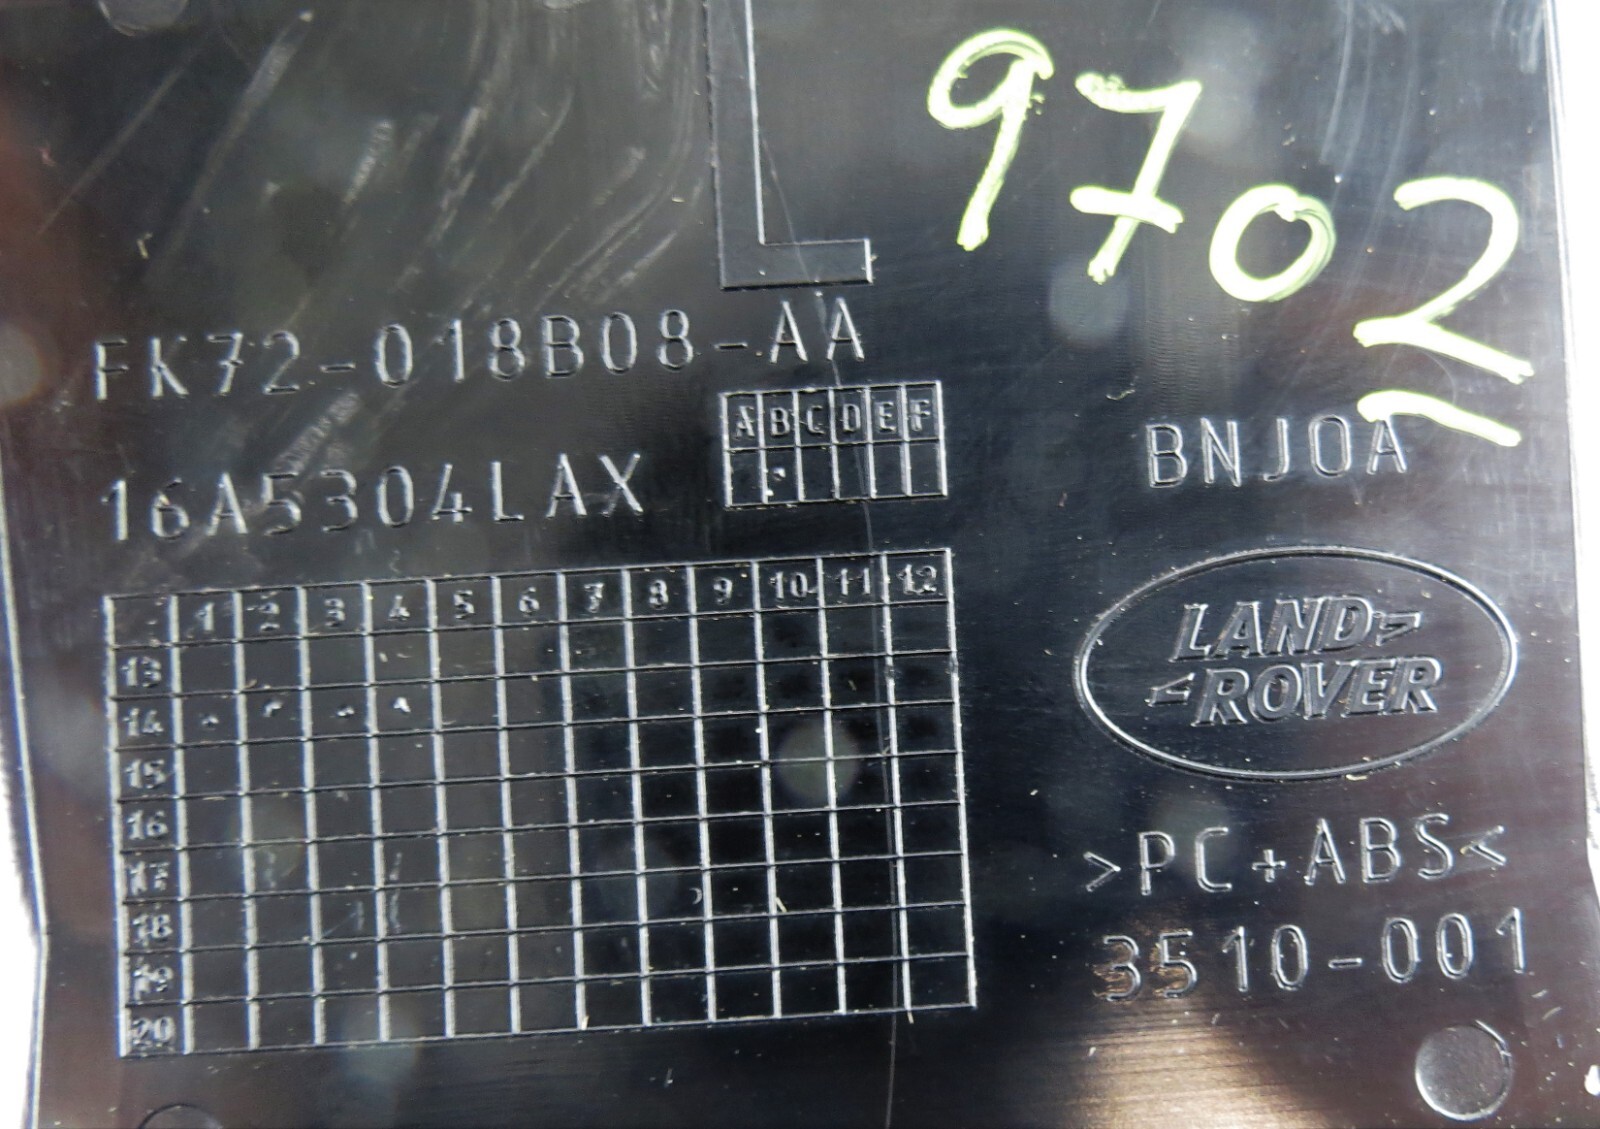 L
9702
FK72-018B08-AA
A B C D E F
16A5304LAX
BNJOA
1 2 3 4 5 6 7 8 9 10 11 12
13
14
15
16
17
18
19
20
LAND
ROVER
>PC+ABS<
3510-001